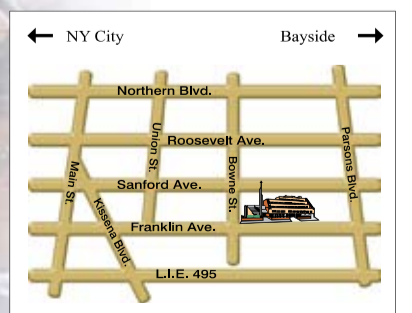 NY City
Bayside
Northern Blvd.
Union St.
Roosevelt Ave.
Parsons Blvd.
Main St.
Bowne St.
Sanford Ave.
Kissena Blvd.
Franklin Ave.
L.I.E. 495